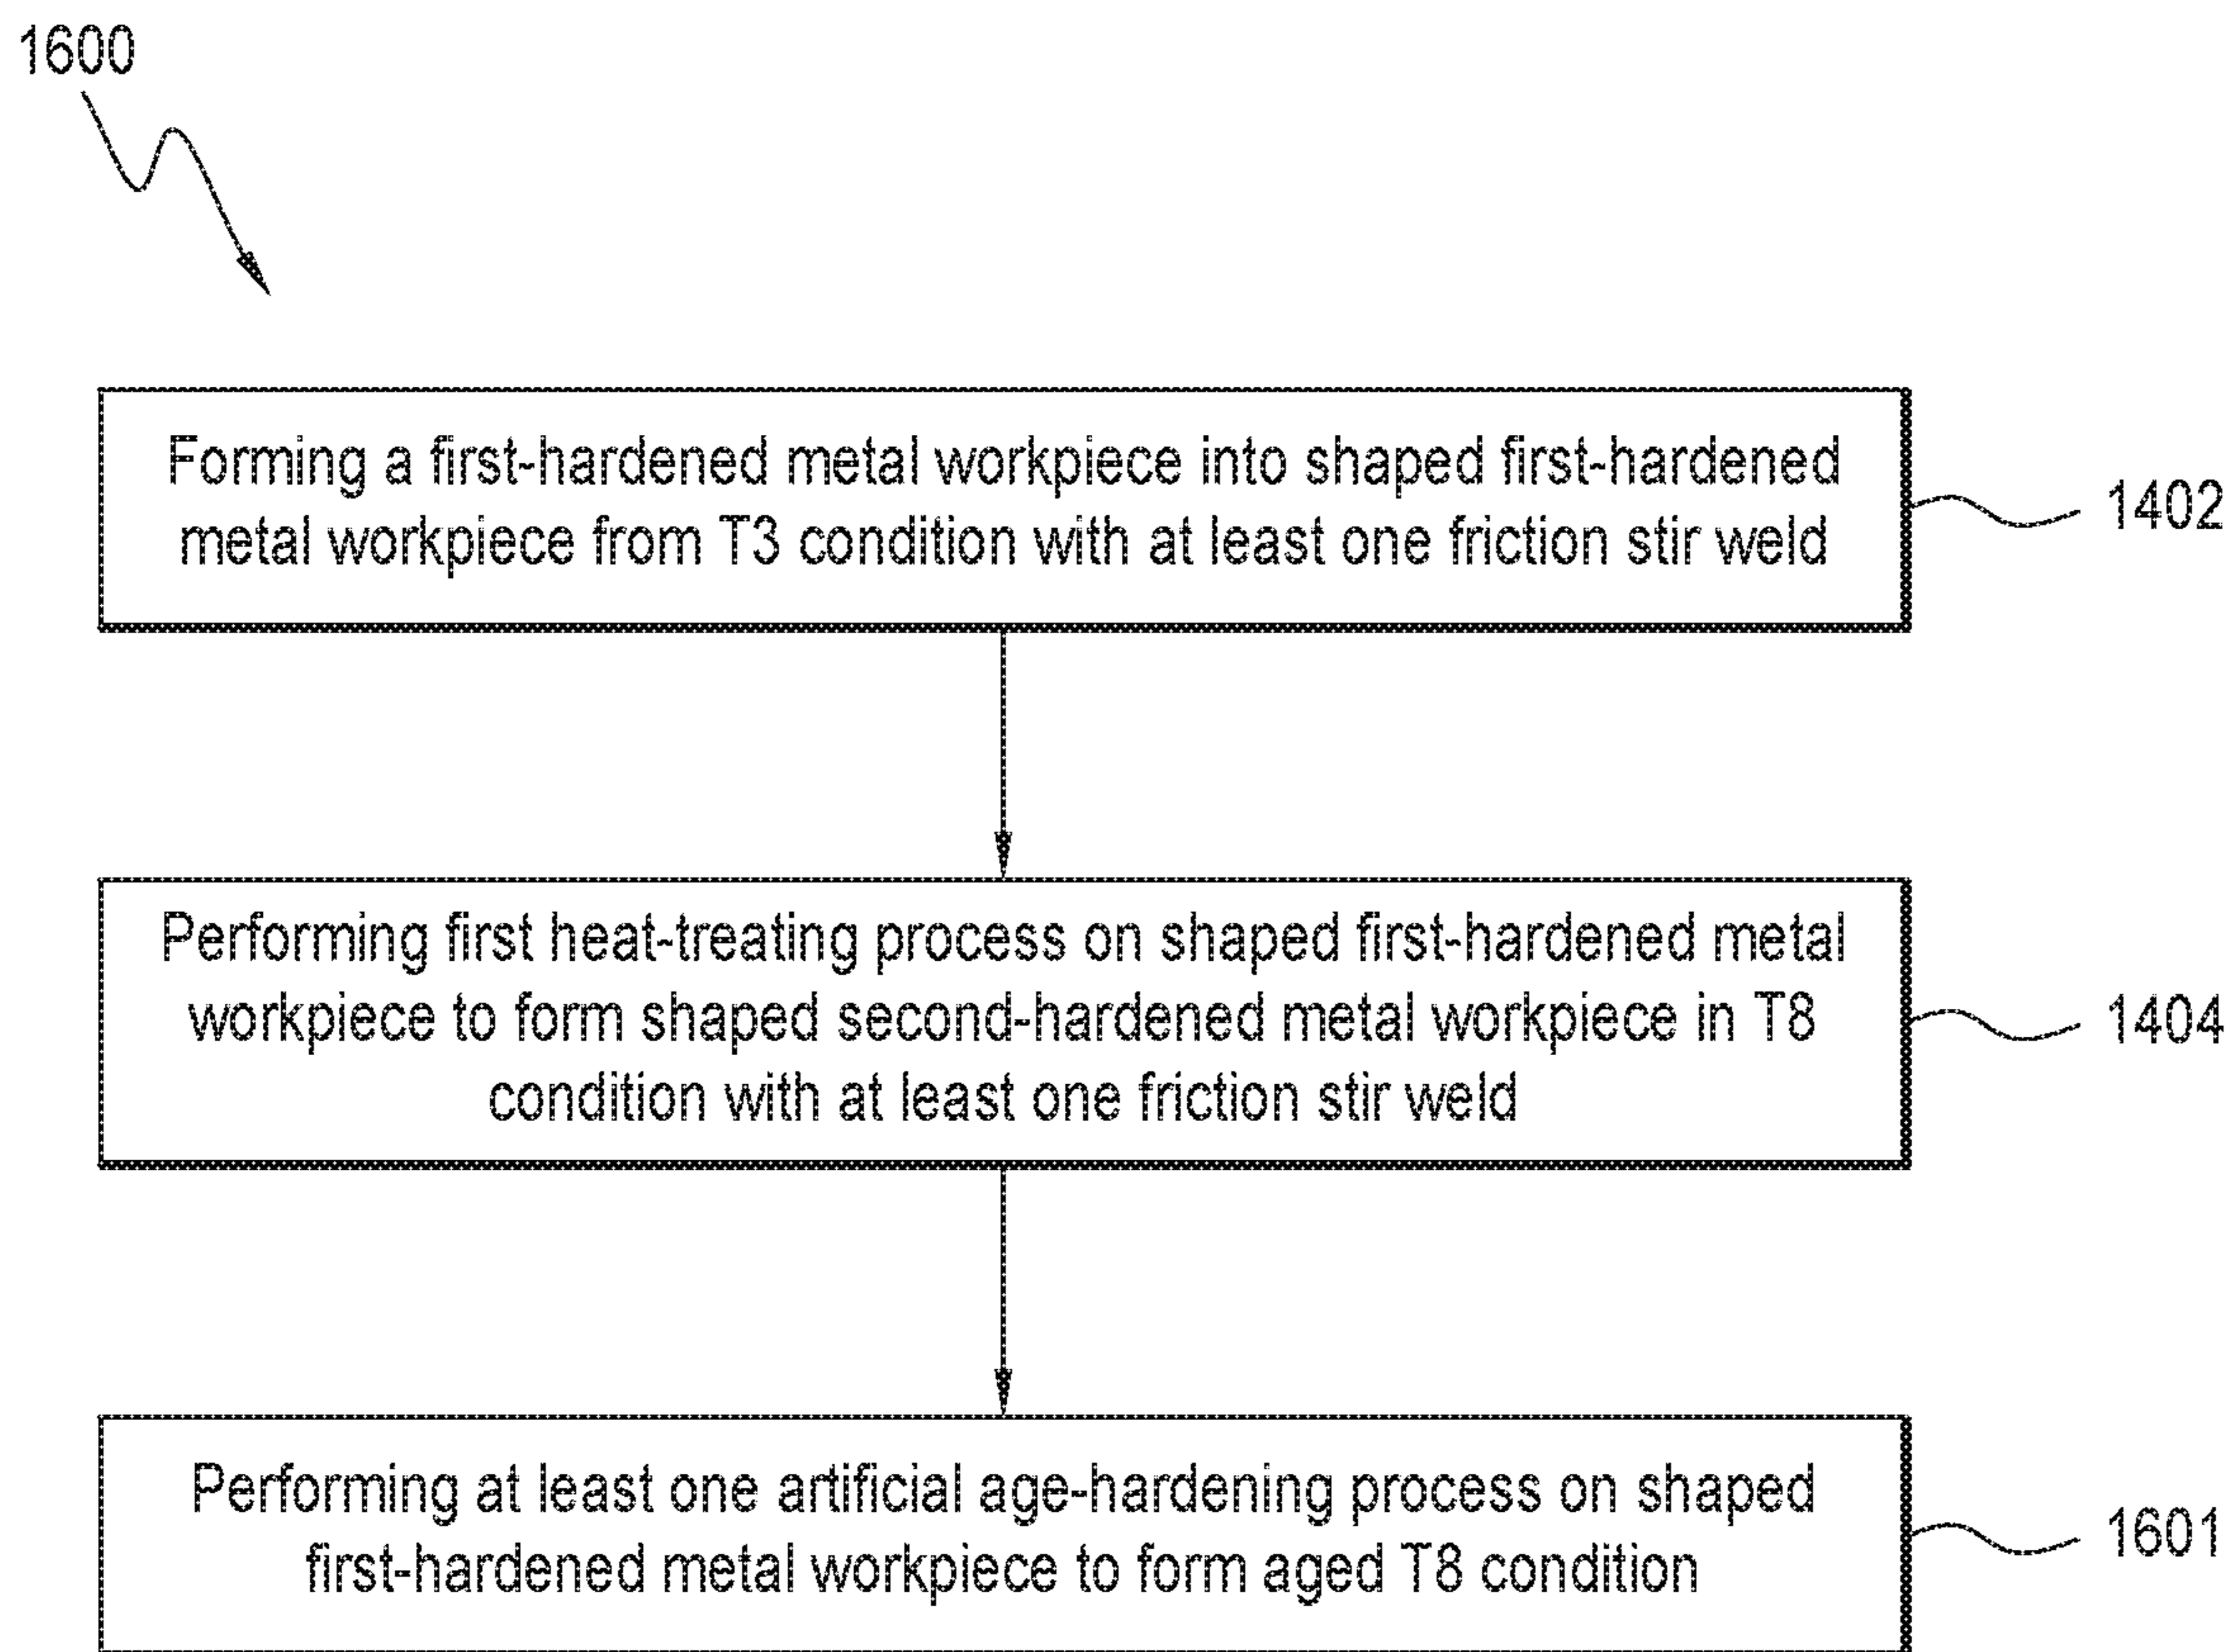 1600
Forming a first-hardened metal workpiece into shaped first-hardened
metal workpiece from T3 condition with at least one friction stir weld
1402
Performing first heat-treating process on shaped first-hardened metal
workpiece to form shaped second-hardened metal workpiece in T8
condition with at least one friction stir weld
1404
Performing at least one artificial age-hardening process on shaped
first-hardened metal workpiece to form aged T8 condition
1601